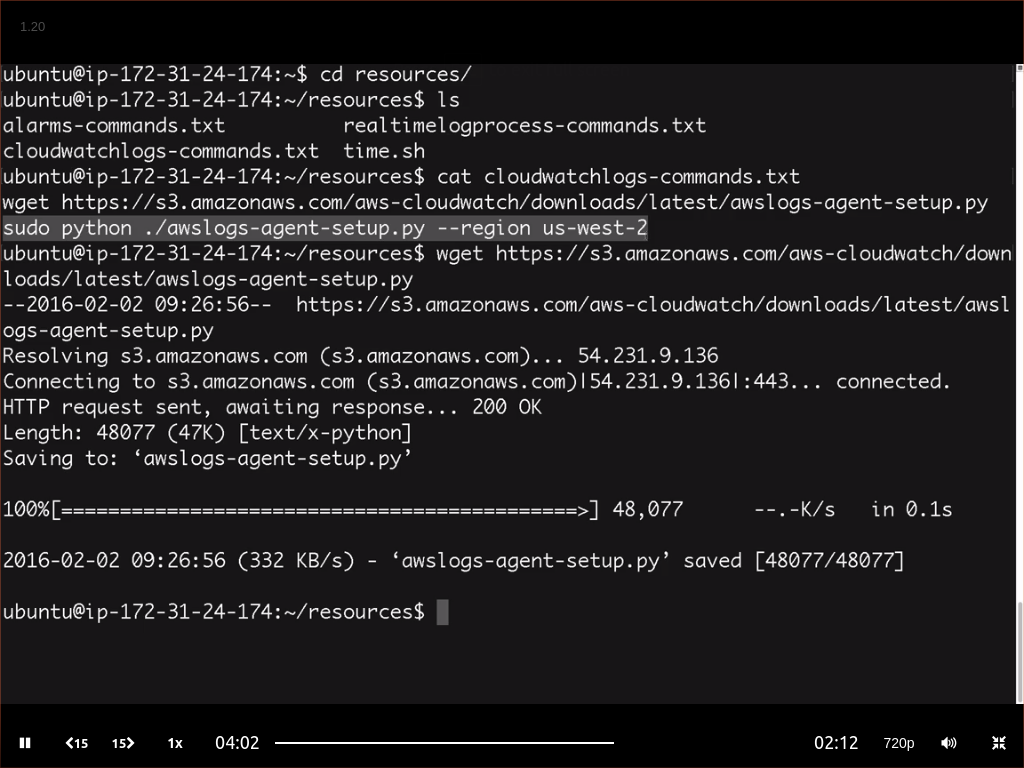 1.20
ubuntu@ip-172-31-24-174:~$ cd resources/
ubuntu@ip-172-31-24-174:~/resources$ ls
alarms-commands.txt          realtimelogprocess-commands.txt
cloudwatchlogs-commands.txt  time.sh
ubuntu@ip-172-31-24-174:~/resources$ cat cloudwatchlogs-commands.txt
wget https://s3.amazonaws.com/aws-cloudwatch/downloads/latest/awslogs-agent-setup.py
sudo python ./awslogs-agent-setup.py --region us-west-2
ubuntu@ip-172-31-24-174:~/resources$ wget https://s3.amazonaws.com/aws-cloudwatch/down
loads/latest/awslogs-agent-setup.py
--2016-02-02 09:26:56--  https://s3.amazonaws.com/aws-cloudwatch/downloads/latest/awsl
ogs-agent-setup.py
Resolving s3.amazonaws.com (s3.amazonaws.com)... 54.231.9.136
Connecting to s3.amazonaws.com (s3.amazonaws.com)|54.231.9.136|:443... connected.
HTTP request sent, awaiting response... 200 OK
Length: 48077 (47K) [text/x-python]
Saving to: ‘awslogs-agent-setup.py’
100%[============================================>] 48,077      --.-K/s   in 0.1s
2016-02-02 09:26:56 (332 KB/s) - ‘awslogs-agent-setup.py’ saved [48077/48077]
ubuntu@ip-172-31-24-174:~/resources$
15 15 1x 04:02 02:12 720p